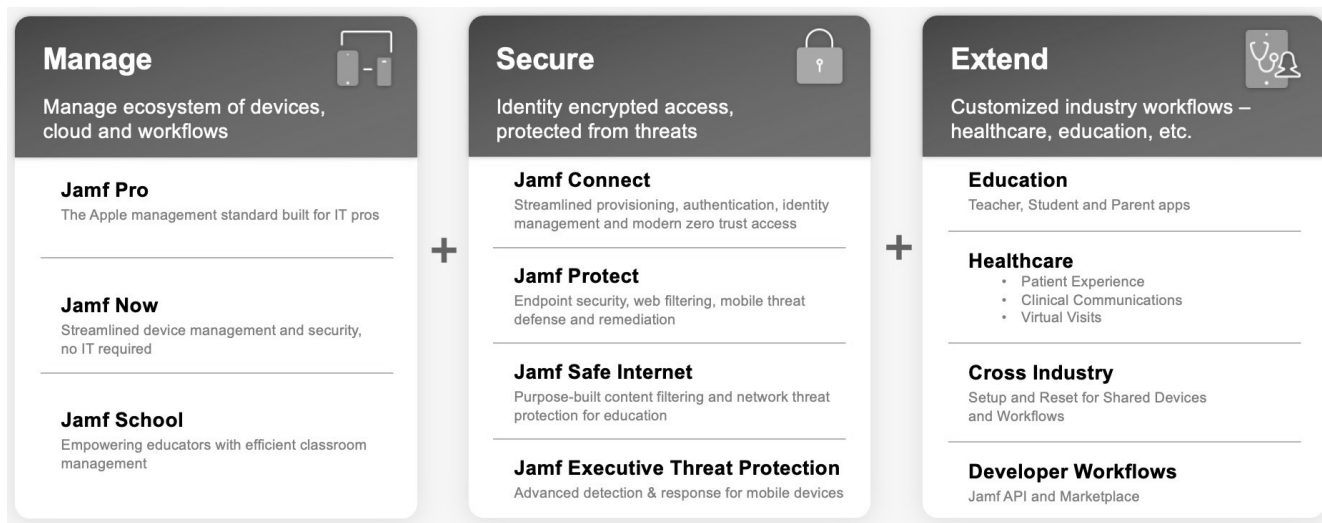 Manage
Manage ecosystem of devices,
cloud and workflows
Jamf Pro
The Apple management standard built for IT pros
Jamf Now
Streamlined device management and security,
no IT required
Jamf School
Empowering educators with efficient classroom
management
+
Secure
Identity encrypted access,
protected from threats
Jamf Connect
Streamlined provisioning, authentication, identity
management and modern zero trust access
Jamf Protect
Endpoint security, web filtering, mobile threat
defense and remediation
Jamf Safe Internet
Purpose-built content filtering and network threat
protection for education
Jamf Executive Threat Protection
Advanced detection & response for mobile devices
+
Extend
Customized industry workflows –
healthcare, education, etc.
Education
Teacher, Student and Parent apps
Healthcare
• Patient Experience
• Clinical Communications
• Virtual Visits
Cross Industry
Setup and Reset for Shared Devices
and Workflows
Developer Workflows
Jamf API and Marketplace